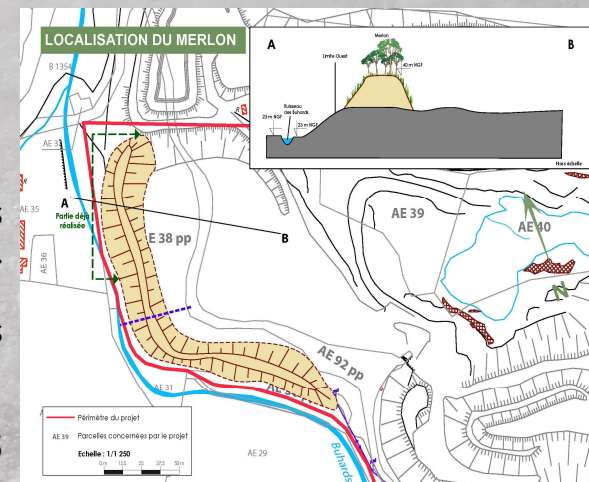 LOCALISATION DU MERLON
A
B
Merlon
40 m NGF
Limite Ouest
Ruisseau
des Buhards
23 m NGF
23 m NGF
Hors échelle
B 1354
AE 33
AE 35
AE 36
A
Partie déjà
réalisée
E 38 pp
B
AE 39
AE 40
N
AE 92 pp
AE 31
AE 29
Buhards
Périmètre du projet
AE 39
Parcelles concernées par le projet
Echelle : 1/1 250
0 m 12,5 25 37,5 50 m